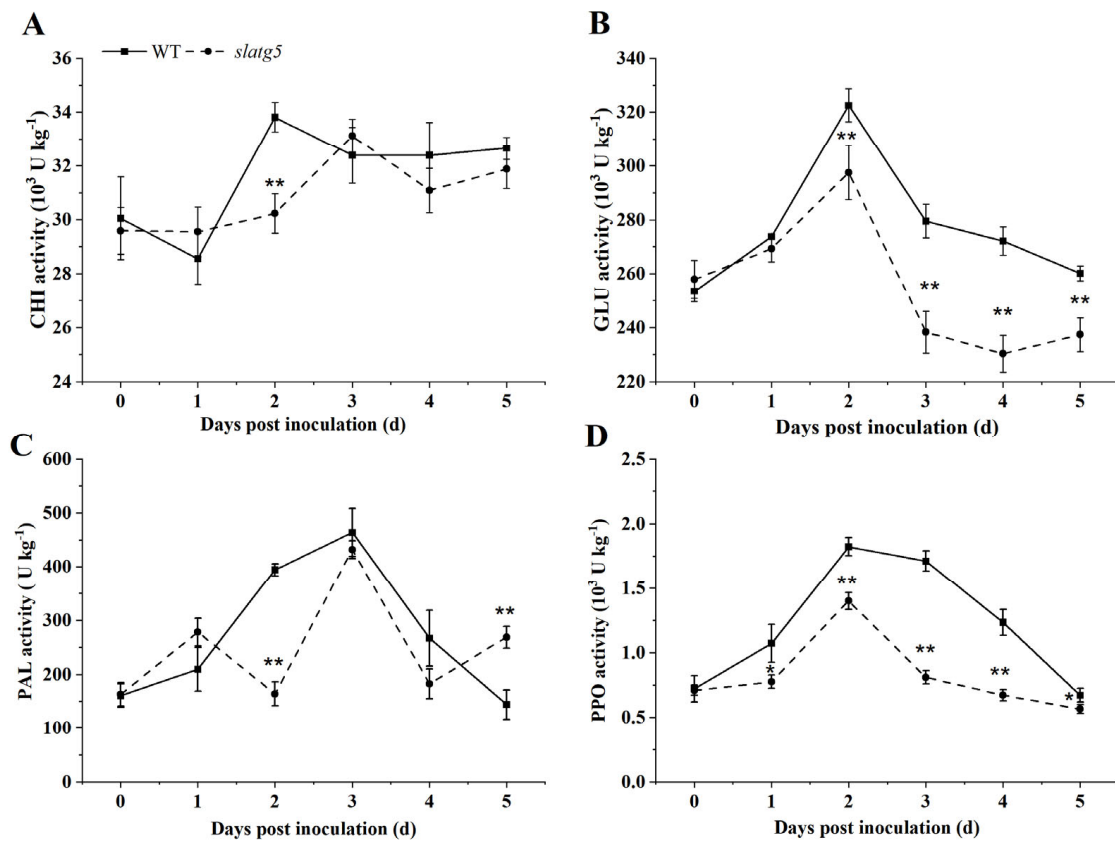 A
WT slatg5
CHI activity (10³ U kg⁻¹)
36
34
32
30
28
26
24
**
0 1 2 3 4 5
Days post inoculation (d)
B
GLU activity (10³ U kg⁻¹)
340
320
300
280
260
240
220
**
** ** **
0 1 2 3 4 5
Days post inoculation (d)
C
PAL activity ( U kg⁻¹)
600
500
400
300
200
100
0
** **
0 1 2 3 4 5
Days post inoculation (d)
D
PPO activity (10³ U kg⁻¹)
2.5
2.0
1.5
1.0
0.5
0.0
* ** ** ** *
0 1 2 3 4 5
Days post inoculation (d)